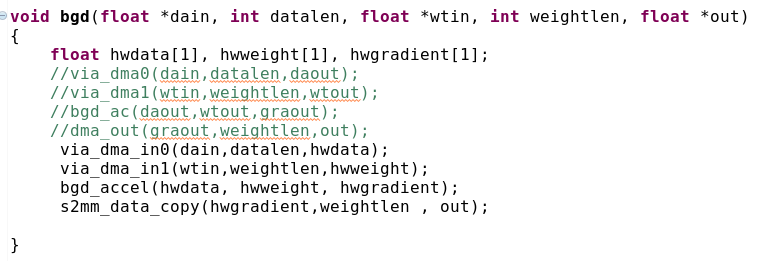 void bgd(float *dain, int datalen, float *wtin, int weightlen, float *out)
{
    float hwdata[1], hwweight[1], hwgradient[1];
    //via_dma0(dain,datalen,daout);
    //via_dma1(wtin,weightlen,wtout);
    //bgd_ac(daout,wtout,graout);
    //dma_out(graout,weightlen,out);
     via_dma_in0(dain,datalen,hwdata);
     via_dma_in1(wtin,weightlen,hwweight);
     bgd_accel(hwdata, hwweight, hwgradient);
     s2mm_data_copy(hwgradient,weightlen , out);
}